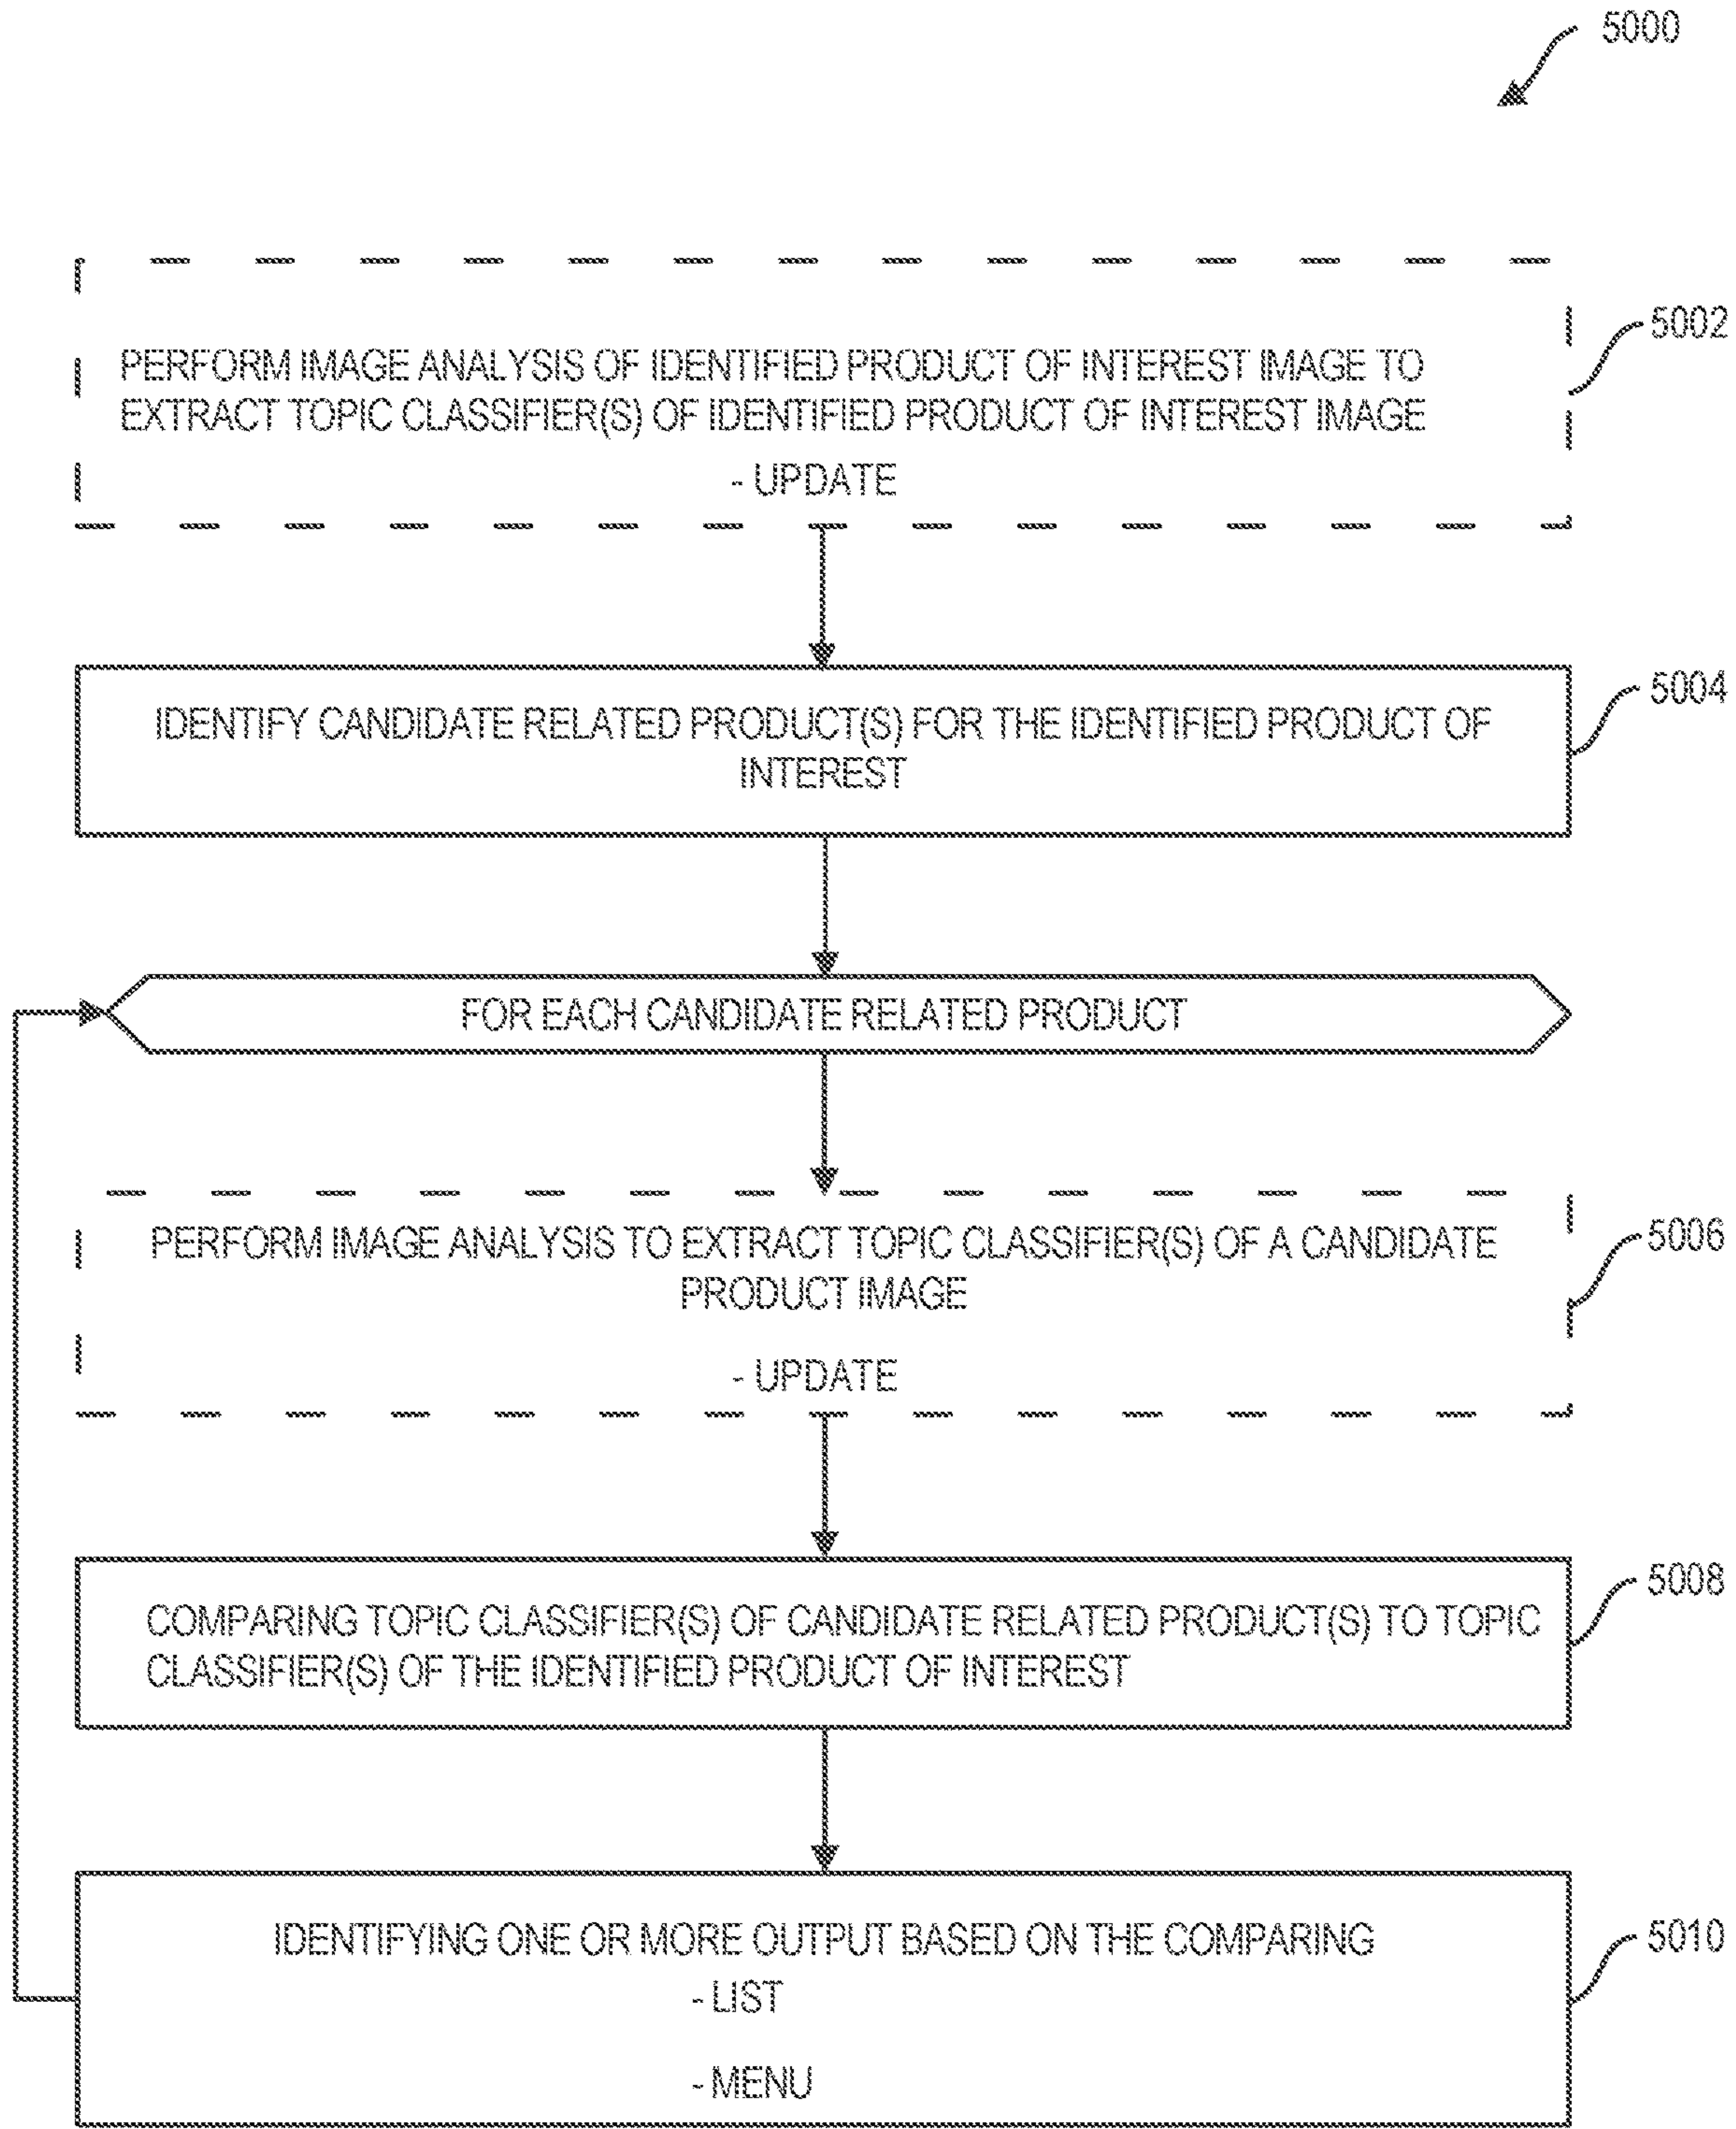 5000
5002
PERFORM IMAGE ANALYSIS OF IDENTIFIED PRODUCT OF INTEREST IMAGE TO
EXTRACT TOPIC CLASSIFIER(S) OF IDENTIFIED PRODUCT OF INTEREST IMAGE
- UPDATE
5004
IDENTIFY CANDIDATE RELATED PRODUCT(S) FOR THE IDENTIFIED PRODUCT OF
INTEREST
FOR EACH CANDIDATE RELATED PRODUCT
5006
PERFORM IMAGE ANALYSIS TO EXTRACT TOPIC CLASSIFIER(S) OF A CANDIDATE
PRODUCT IMAGE
- UPDATE
5008
COMPARING TOPIC CLASSIFIER(S) OF CANDIDATE RELATED PRODUCT(S) TO TOPIC
CLASSIFIER(S) OF THE IDENTIFIED PRODUCT OF INTEREST
5010
IDENTIFYING ONE OR MORE OUTPUT BASED ON THE COMPARING
- LIST
- MENU